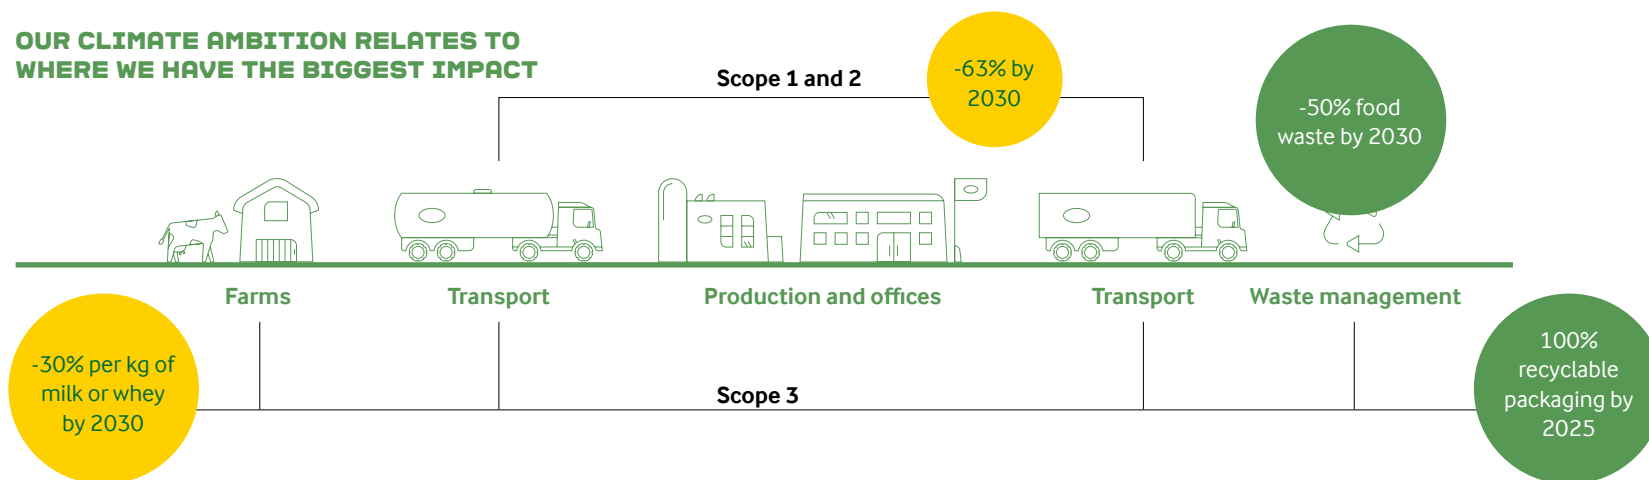 OUR CLIMATE AMBITION RELATES TO
WHERE WE HAVE THE BIGGEST IMPACT
Scope 1 and 2
-63% by
2030
-50% food
waste by 2030
Farms
Transport
Production and offices
Transport
Waste management
-30% per kg of
milk or whey
by 2030
Scope 3
100%
recyclable
packaging by
2025